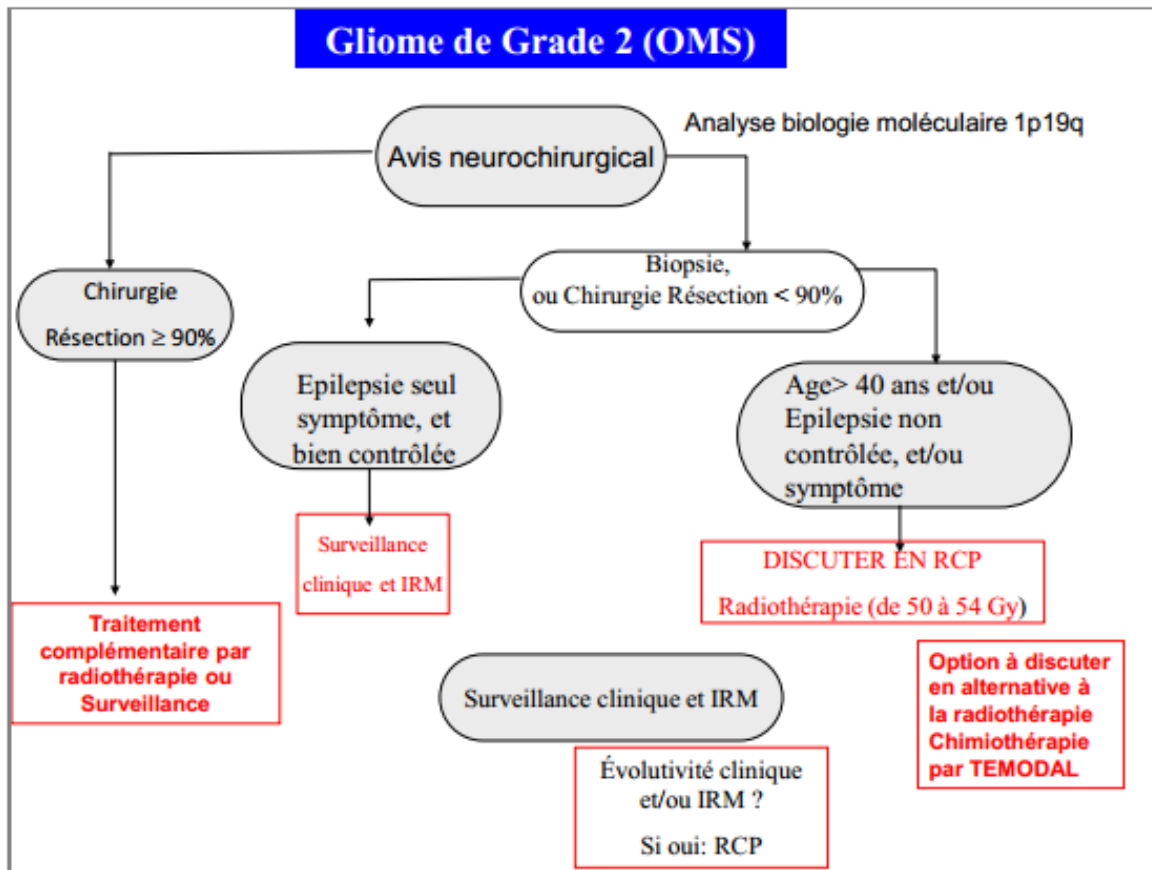 Gliome de Grade 2 (OMS)
Analyse biologie moléculaire 1p19q
Avis neurochirurgical
Chirurgie
Résection ≥ 90%
Biopsie,
ou Chirurgie Résection < 90%
Epilepsie seul
symptôme, et
bien contrôlée
Age> 40 ans et/ou
Epilepsie non
contrôlée, et/ou
symptôme
Surveillance
clinique et IRM
DISCUTER EN RCP
Radiothérapie (de 50 à 54 Gy)
Traitement
complémentaire par
radiothérapie ou
Surveillance
Surveillance clinique et IRM
Option à discuter
en alternative à
la radiothérapie
Chimiothérapie
par TEMODAL
Évolutivité clinique
et/ou IRM ?
Si oui: RCP